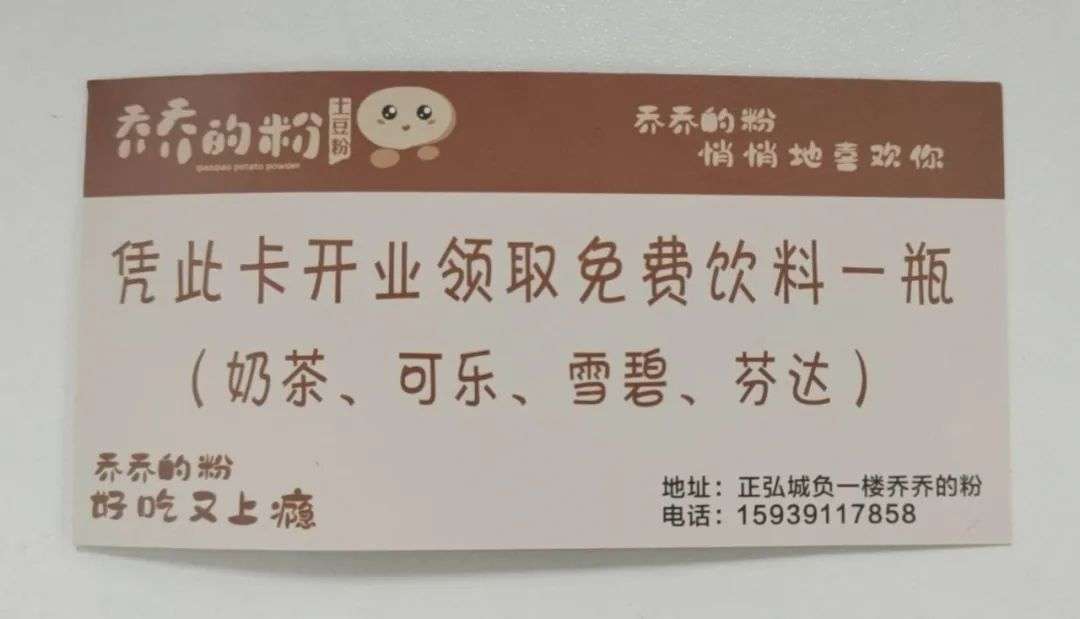 乔乔的粉
土豆粉
qiaoqiao potato powder
乔乔的粉
悄悄地喜欢你
凭此卡开业领取免费饮料一瓶
（奶茶、可乐、雪碧、芬达）
乔乔的粉
好吃又上瘾
地址：正弘城负一楼乔乔的粉
电话：15939117858